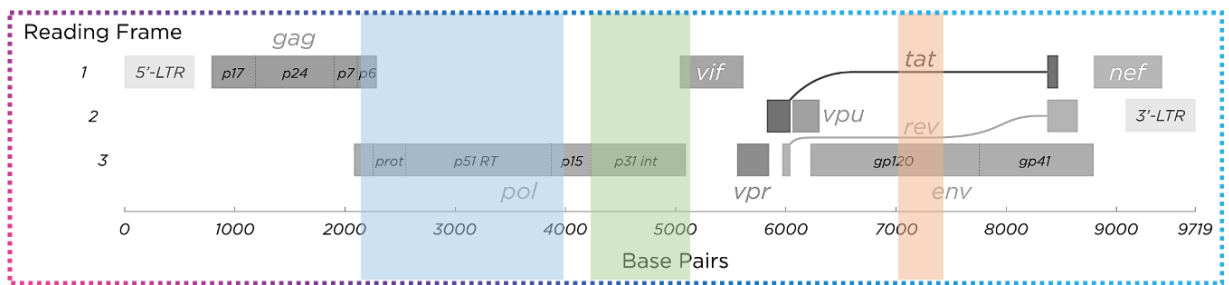 Reading Frame
gag
1 5'-LTR p17 p24 p7 p6 vif tat nef
2 vpu rev 3'-LTR
3 prot p51 RT p15 p31 int gp120 gp41
pol vpr env
0 1000 2000 3000 4000 5000 6000 7000 8000 9000 9719
Base Pairs